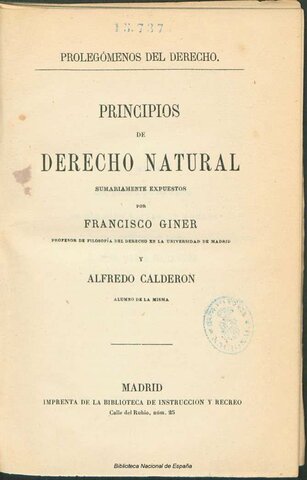 15.737
PROLEGÓMENOS DEL DERECHO.
PRINCIPIOS
DE
DERECHO NATURAL
SUMARIAMENTE EXPUESTOS
POR
FRANCISCO GINER
PROFESOR DE FILOSOFÍA DEL DERECHO EN LA UNIVERSIDAD DE MADRID
Y
ALFREDO CALDERON
ALUMNO DE LA MISMA
MADRID
IMPRENTA DE LA BIBLIOTECA DE INSTRUCCION Y RECREO
Calle del Rubio, núm. 25
Biblioteca Nacional de España